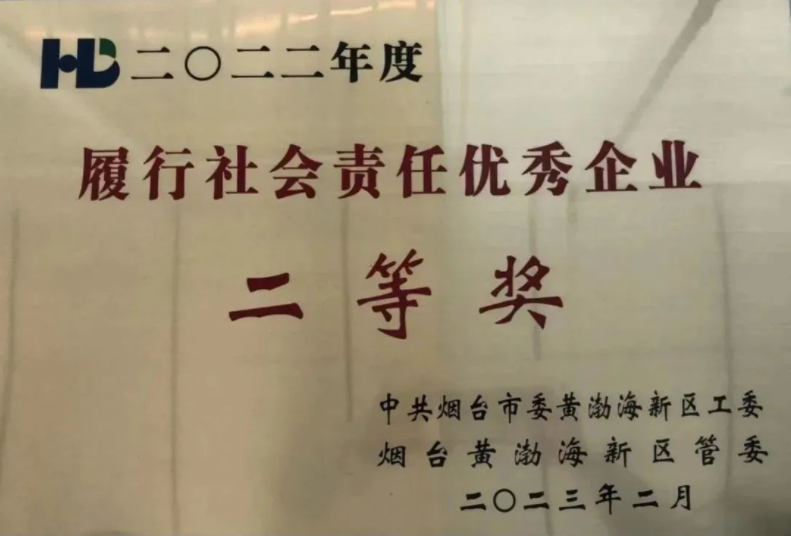 HD 二〇二二年度
履行社会责任优秀企业
二等奖
中共烟台市委黄渤海新区工委
烟台黄渤海新区管委
二〇二三年二月